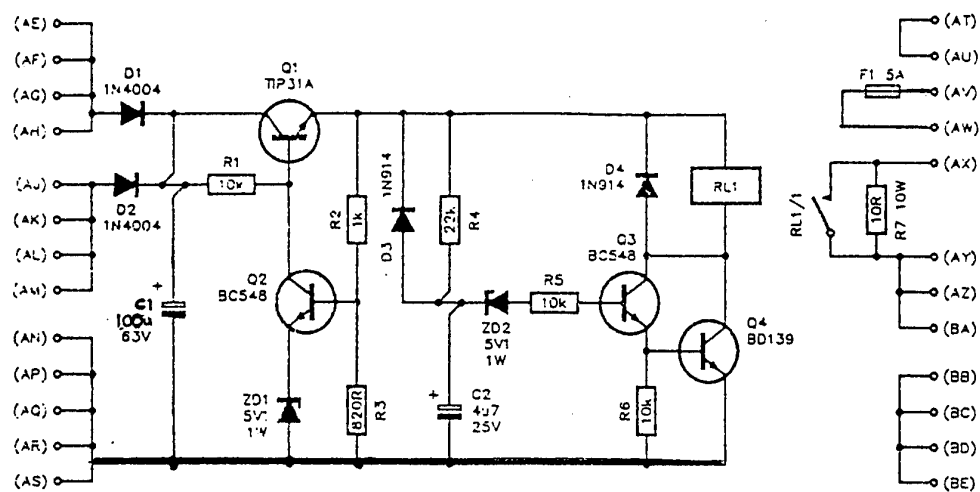 (AE)
(AF)
(AG)
(AH)
(AJ)
(AK)
(AL)
(AM)
(AN)
(AP)
(AQ)
(AR)
(AS)
D1
1N4004
D2
1N4004
C1
100u
63V
R1
10k
Q1
TIP31A
Q2
BC548
ZD1
5V1
1W
R2
1k
R3
820R
1N914
D3
R4
22k
C2
4u7
25V
ZD2
5V1
1W
R5
10k
Q3
BC548
D4
1N914
RL1
R6
10k
Q4
BD139
RL1/1
10R
R7 10W
F1 5A
(AT)
(AU)
(AV)
(AW)
(AX)
(AY)
(AZ)
(BA)
(BB)
(BC)
(BD)
(BE)